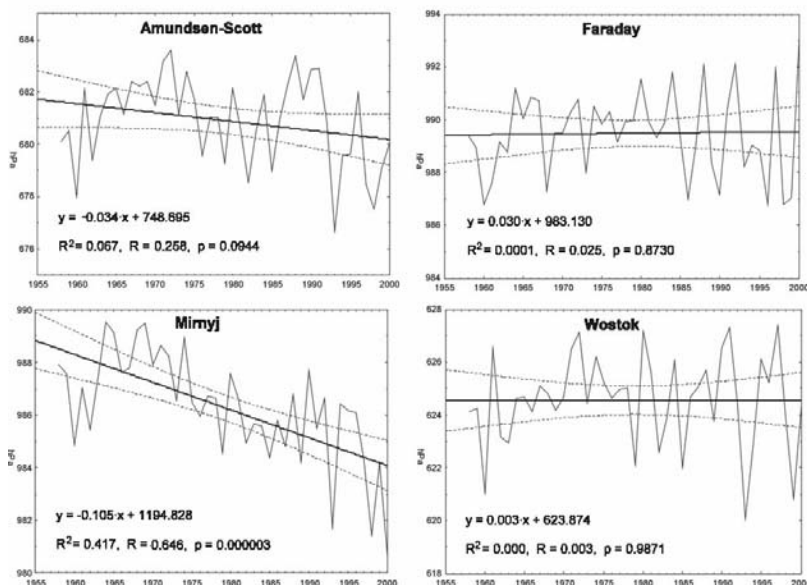 Amundsen-Scott
684
682
680
678
676
hPa
y = -0.034·x + 748.695
R² = 0.067, R = 0.258, p = 0.0944
1955 1960 1965 1970 1975 1980 1985 1990 1995 2000
Faraday
994
992
990
988
986
984
hPa
y = 0.030·x + 983.130
R² = 0.0001, R = 0.025, p = 0.8730
1955 1960 1965 1970 1975 1980 1985 1990 1995 2000
Mirnyj
990
988
986
984
982
980
hPa
y = -0.105·x + 1194.828
R² = 0.417, R = 0.646, p = 0.000003
1955 1960 1965 1970 1975 1980 1985 1990 1995 2000
Wostok
628
626
624
622
620
618
hPa
y = 0.003·x + 623.874
R² = 0.000, R = 0.003, p = 0.9871
1955 1960 1965 1970 1975 1980 1985 1990 1995 2000